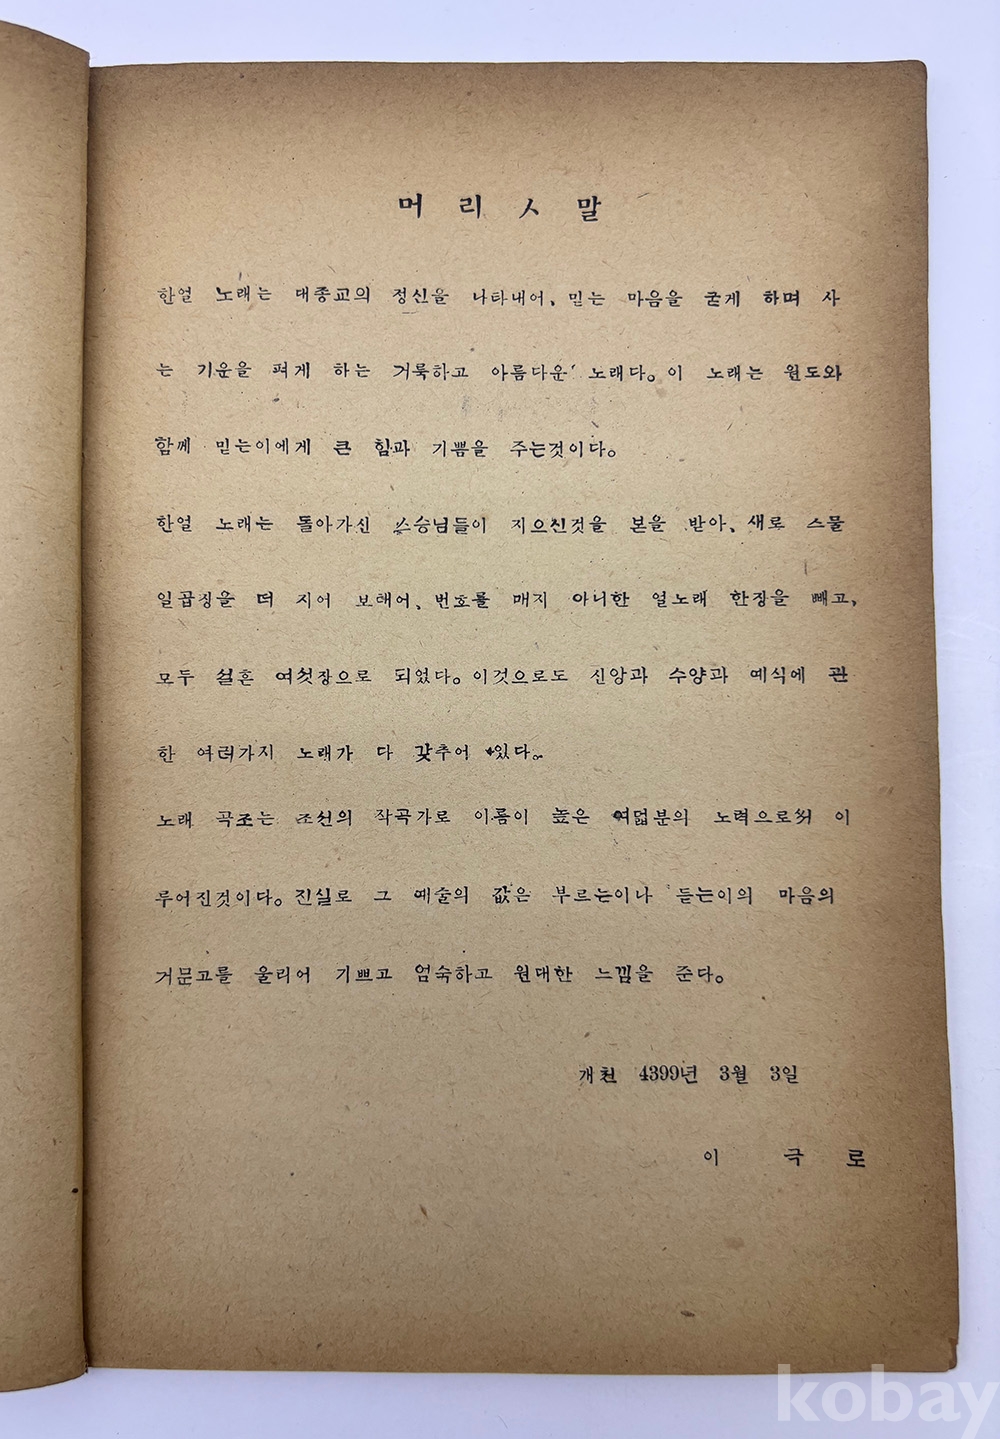 머리ㅅ말
한얼 노래는 대종교의 정신을 나타내어, 믿는 마음을 굳게 하며 사
는 기운을 펴게 하는 거룩하고 아름다운 노래다。이 노래는 원도와
함께 믿는이에게 큰 힘과 기쁨을 주는것이다。
한얼 노래는 돌아가신 스승님들이 지으신것을 본을 받아, 새로 스물
일곱장을 더 지어 보태어, 번호를 매지 아니한 얼노래 한장을 빼고,
모두 설흔 여섯장으로 되었다。이것으로도 신앙과 수양과 예식에 관
한 여러가지 노래가 다 갖추어 있다。
노래 곡조는 조선의 작곡가로 이름이 높은 여덟분의 노력으로써 이
루어진것이다。진실로 그 예술의 값은 부르는이나 듣는이의 마음의
거문고를 울리어 기쁘고 엄숙하고 원대한 느낌을 준다。
개천 4399년 3월 3일
이 극 로
kobay